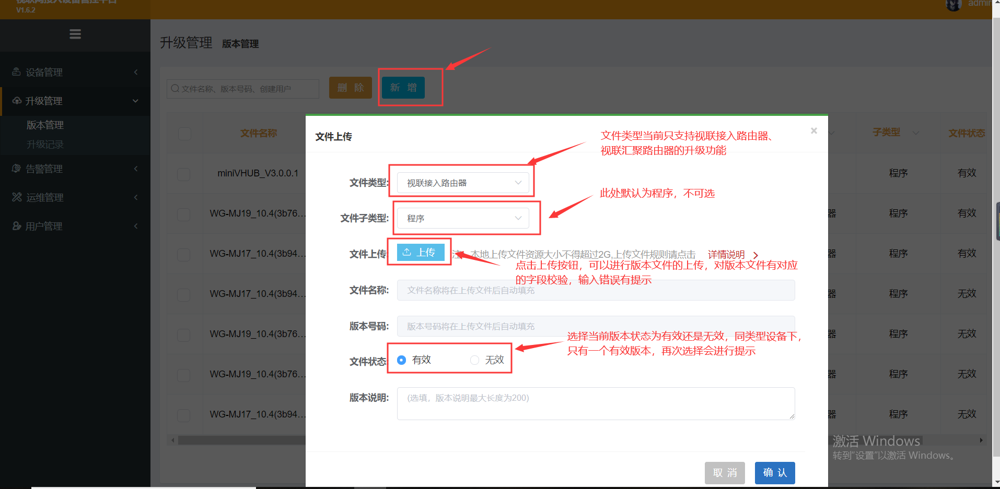 视联网接入设备管控平台
V1.6.2
admin
升级管理 版本管理
设备管理
升级管理
版本管理
升级记录
告警管理
运维管理
用户管理
文件名称、版本号码、创建用户
删 除
新 增
文件名称
子类型
文件状态
miniVHUB_V3.0.0.1
程序
有效
WG-MJ19_10.4(3b76...
器
程序
有效
WG-MJ17_10.4(3b94...
器
程序
有效
WG-MJ17_10.4(3b94...
器
程序
无效
WG-MJ19_10.4(3b76...
器
程序
无效
WG-MJ19_10.4(3b76...
器
程序
无效
WG-MJ17_10.4(3b94...
器
程序
无效
文件上传
×
文件类型当前只支持视联接入路由器、
视联汇聚路由器的升级功能
文件类型:
视联接入路由器
此处默认为程序，不可选
文件子类型:
程序
文件上传
上传
注：本地上传文件资源大小不得超过2G,上传文件规则请点击 详情说明
点击上传按钮，可以进行版本文件的上传，对版本文件有对应
的字段校验，输入错误有提示
文件名称:
文件名称将在上传文件后自动填充
版本号码:
版本号码将在上传文件后自动填充
选择当前版本状态为有效还是无效，同类型设备下，
只有一个有效版本，再次选择会进行提示
文件状态
有效
无效
版本说明:
(选填，版本说明最大长度为200)
取 消
确 认
激活 Windows
转到“设置”以激活 Windows。